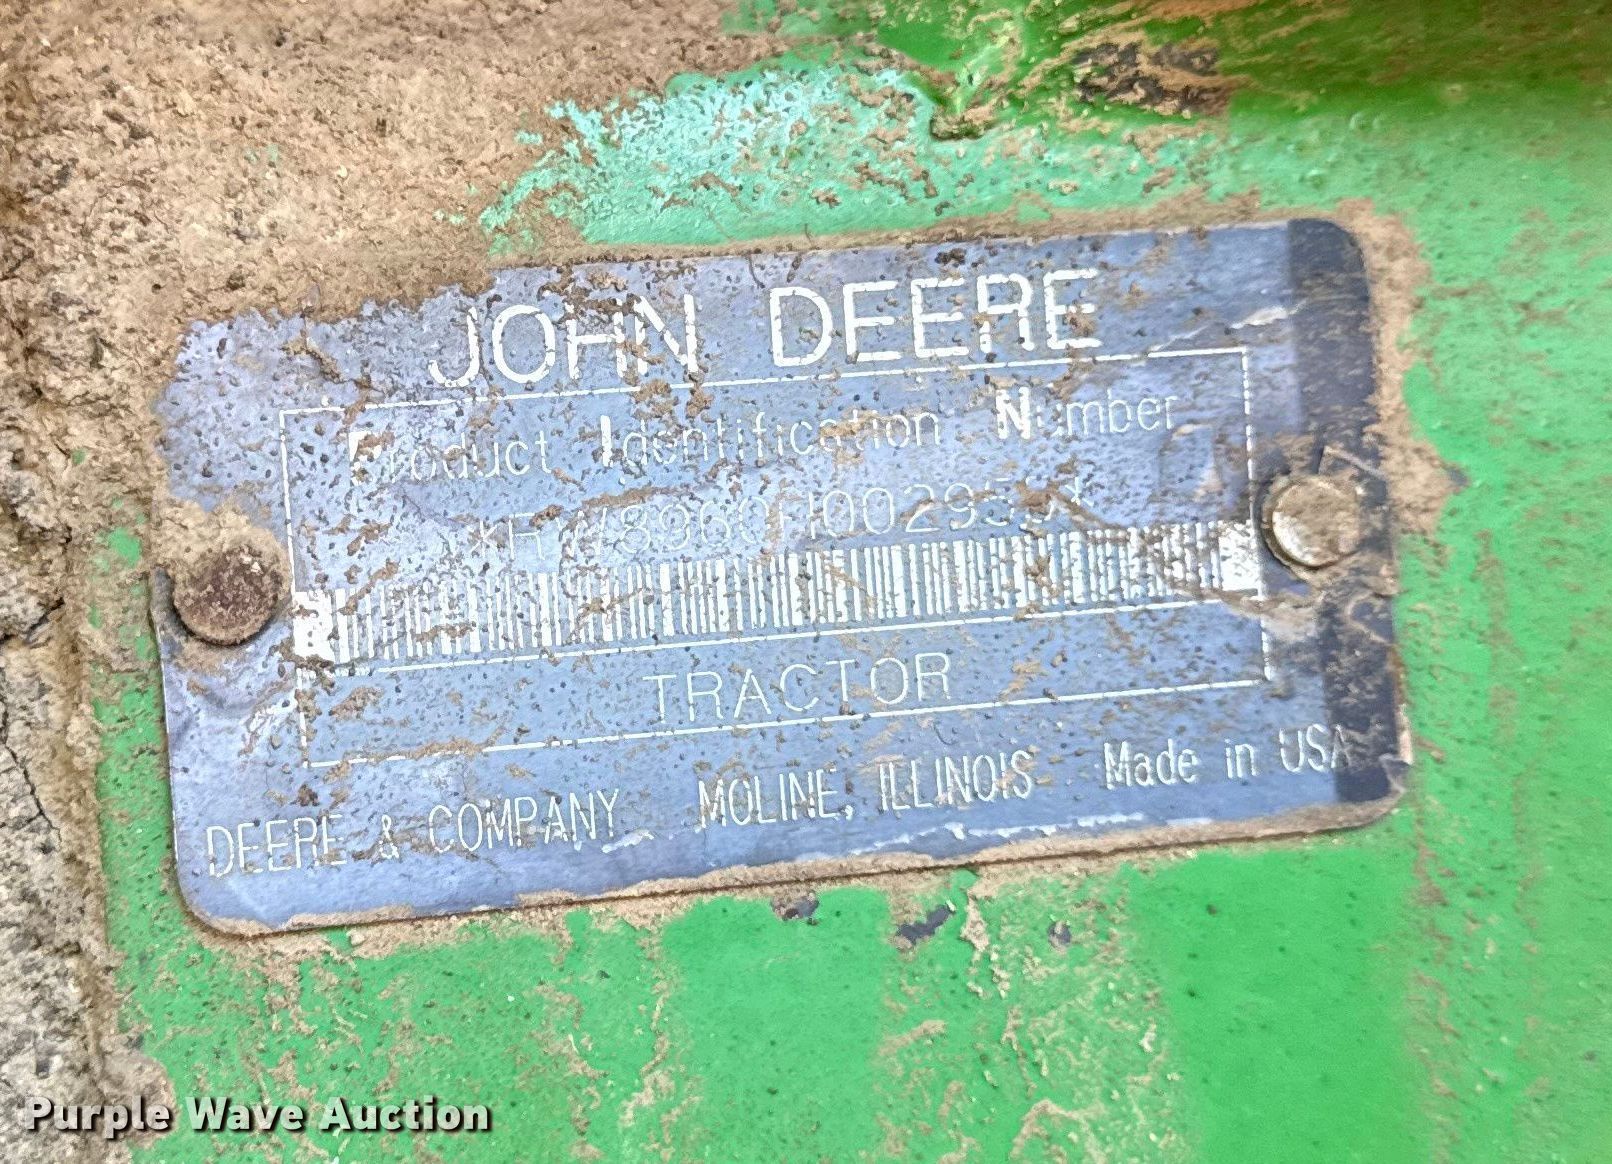 JOHN DEERE
Product Identification Number
TRACTOR
DEERE & COMPANY MOLINE, ILLINOIS Made in USA
Purple Wave Auction